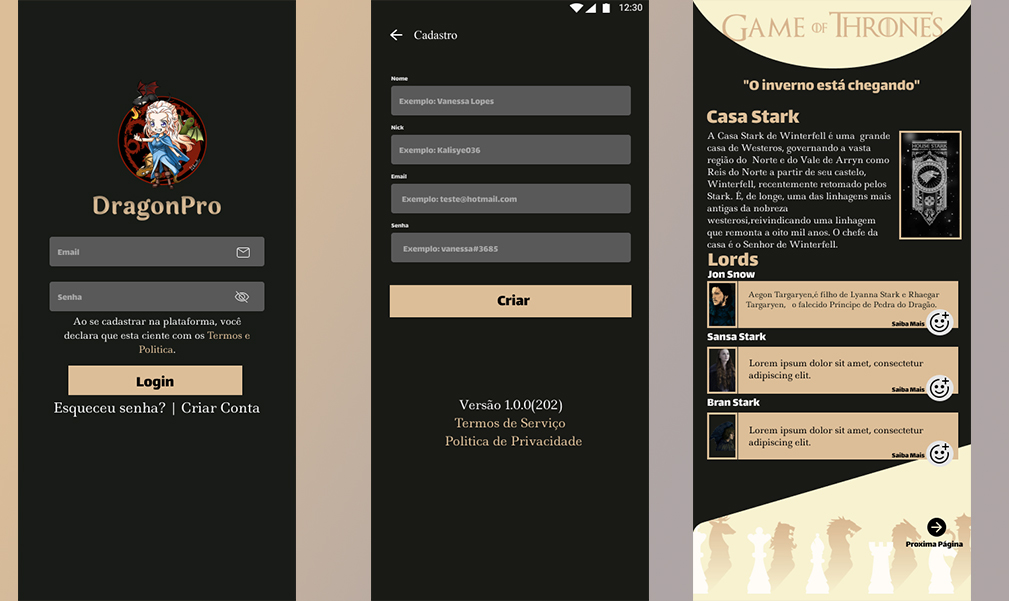 DragonPro
Email
Senha
Ao se cadastrar na plataforma, você
declara que esta ciente com os Termos e
Politica.
Login
Esqueceu senha? | Criar Conta
12:30
Cadastro
Nome
Exemplo: Vanessa Lopes
Nick
Exemplo: Kalisye036
Email
Exemplo: teste@hotmail.com
Senha
Exemplo: vanessa#3685
Criar
Versão 1.0.0(202)
Termos de Serviço
Politica de Privacidade
GAME OF THRONES
"O inverno está chegando"
Casa Stark
A Casa Stark de Winterfell é uma grande
casa de Westeros, governando a vasta
região do Norte e do Vale de Arryn como
Reis do Norte a partir de seu castelo,
Winterfell, recentemente retomado pelos
Stark. É, de longe, uma das linhagens mais
antigas da nobreza
westerosi,reivindicando uma linhagem
que remonta a oito mil anos. O chefe da
casa é o Senhor de Winterfell.
HOUSE STARK
Lords
Jon Snow
Aegon Targaryen,é filho de Lyanna Stark e Rhaegar
Targaryen, o falecido Príncipe de Pedra do Dragão.
Saiba Mais
Sansa Stark
Lorem ipsum dolor sit amet, consectetur
adipiscing elit.
Saiba Mais
Bran Stark
Lorem ipsum dolor sit amet, consectetur
adipiscing elit.
Saiba Mais
Proxima Página